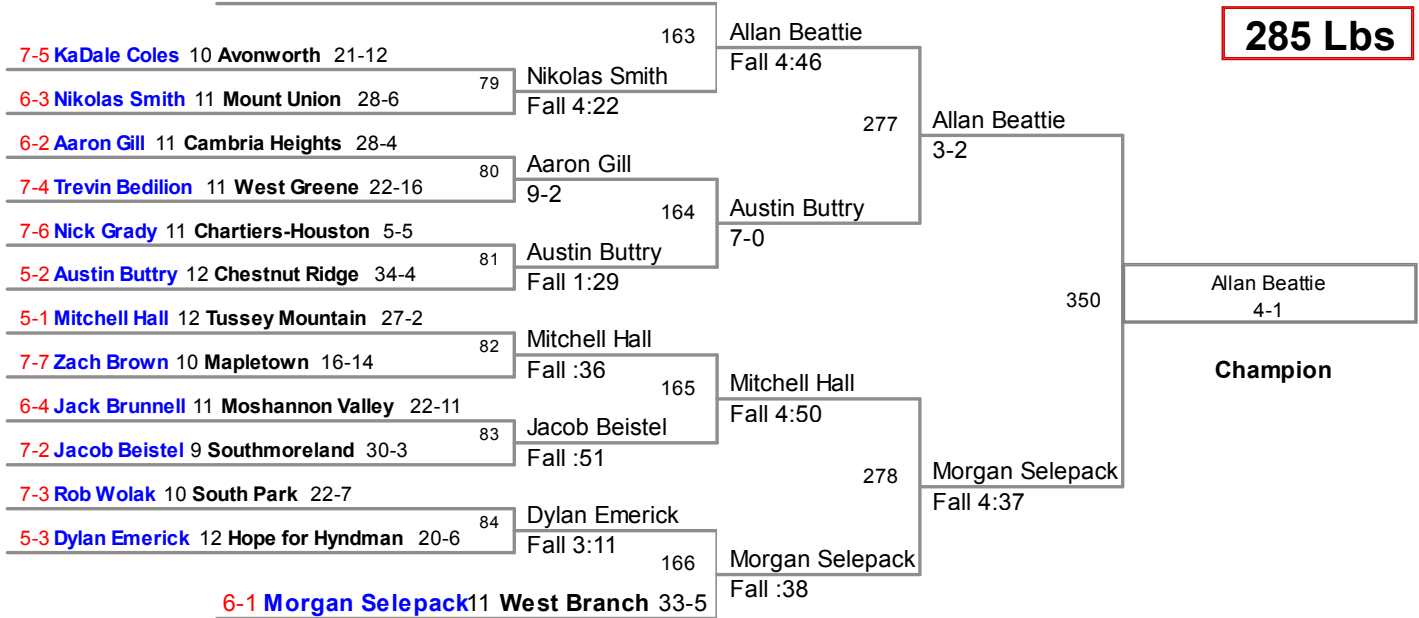 285 Lbs
7-5 KaDale Coles 10 Avonworth 21-12
6-3 Nikolas Smith 11 Mount Union 28-6
6-2 Aaron Gill 11 Cambria Heights 28-4
7-4 Trevin Bedilion 11 West Greene 22-16
7-6 Nick Grady 11 Chartiers-Houston 5-5
5-2 Austin Buttry 12 Chestnut Ridge 34-4
5-1 Mitchell Hall 12 Tussey Mountain 27-2
7-7 Zach Brown 10 Mapletown 16-14
6-4 Jack Brunnell 11 Moshannon Valley 22-11
7-2 Jacob Beistel 9 Southmoreland 30-3
7-3 Rob Wolak 10 South Park 22-7
5-3 Dylan Emerick 12 Hope for Hyndman 20-6
6-1 Morgan Selepack11 West Branch 33-5
79
Nikolas Smith
Fall 4:22
80
Aaron Gill
9-2
81
Austin Buttry
Fall 1:29
82
Mitchell Hall
Fall :36
83
Jacob Beistel
Fall :51
84
Dylan Emerick
Fall 3:11
163
Allan Beattie
Fall 4:46
164
Austin Buttry
7-0
165
Mitchell Hall
Fall 4:50
166
Morgan Selepack
Fall :38
277
Allan Beattie
3-2
278
Morgan Selepack
Fall 4:37
350
Allan Beattie
4-1
Champion